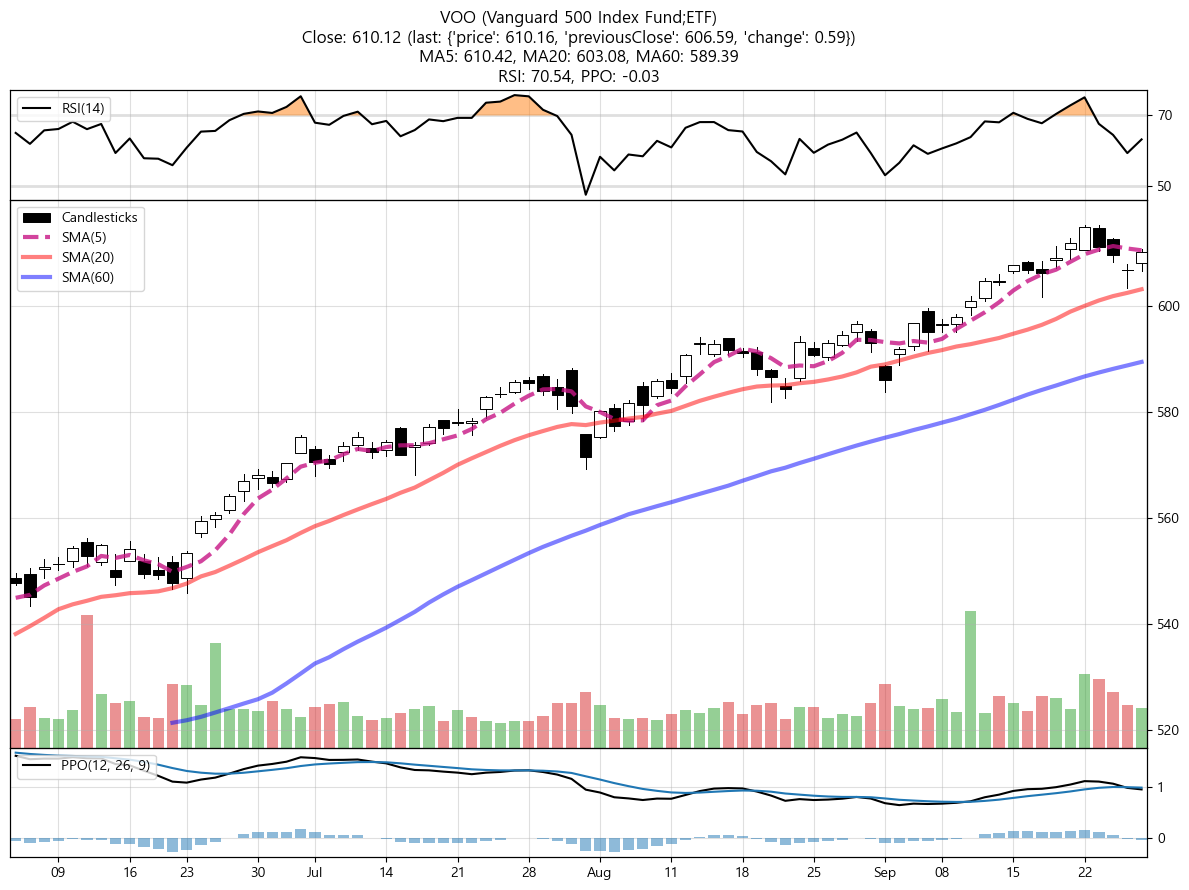 VOO (Vanguard 500 Index Fund;ETF)
Close: 610.12 (last: {'price': 610.16, 'previousClose': 606.59, 'change': 0.59})
MA5: 610.42, MA20: 603.08, MA60: 589.39
RSI: 70.54, PPO: -0.03
RSI(14)
70
50
Candlesticks
SMA(5)
SMA(20)
SMA(60)
600
580
560
540
520
PPO(12, 26, 9)
1
0
09 16 23 30 Jul 14 21 28 Aug 11 18 25 Sep 08 15 22